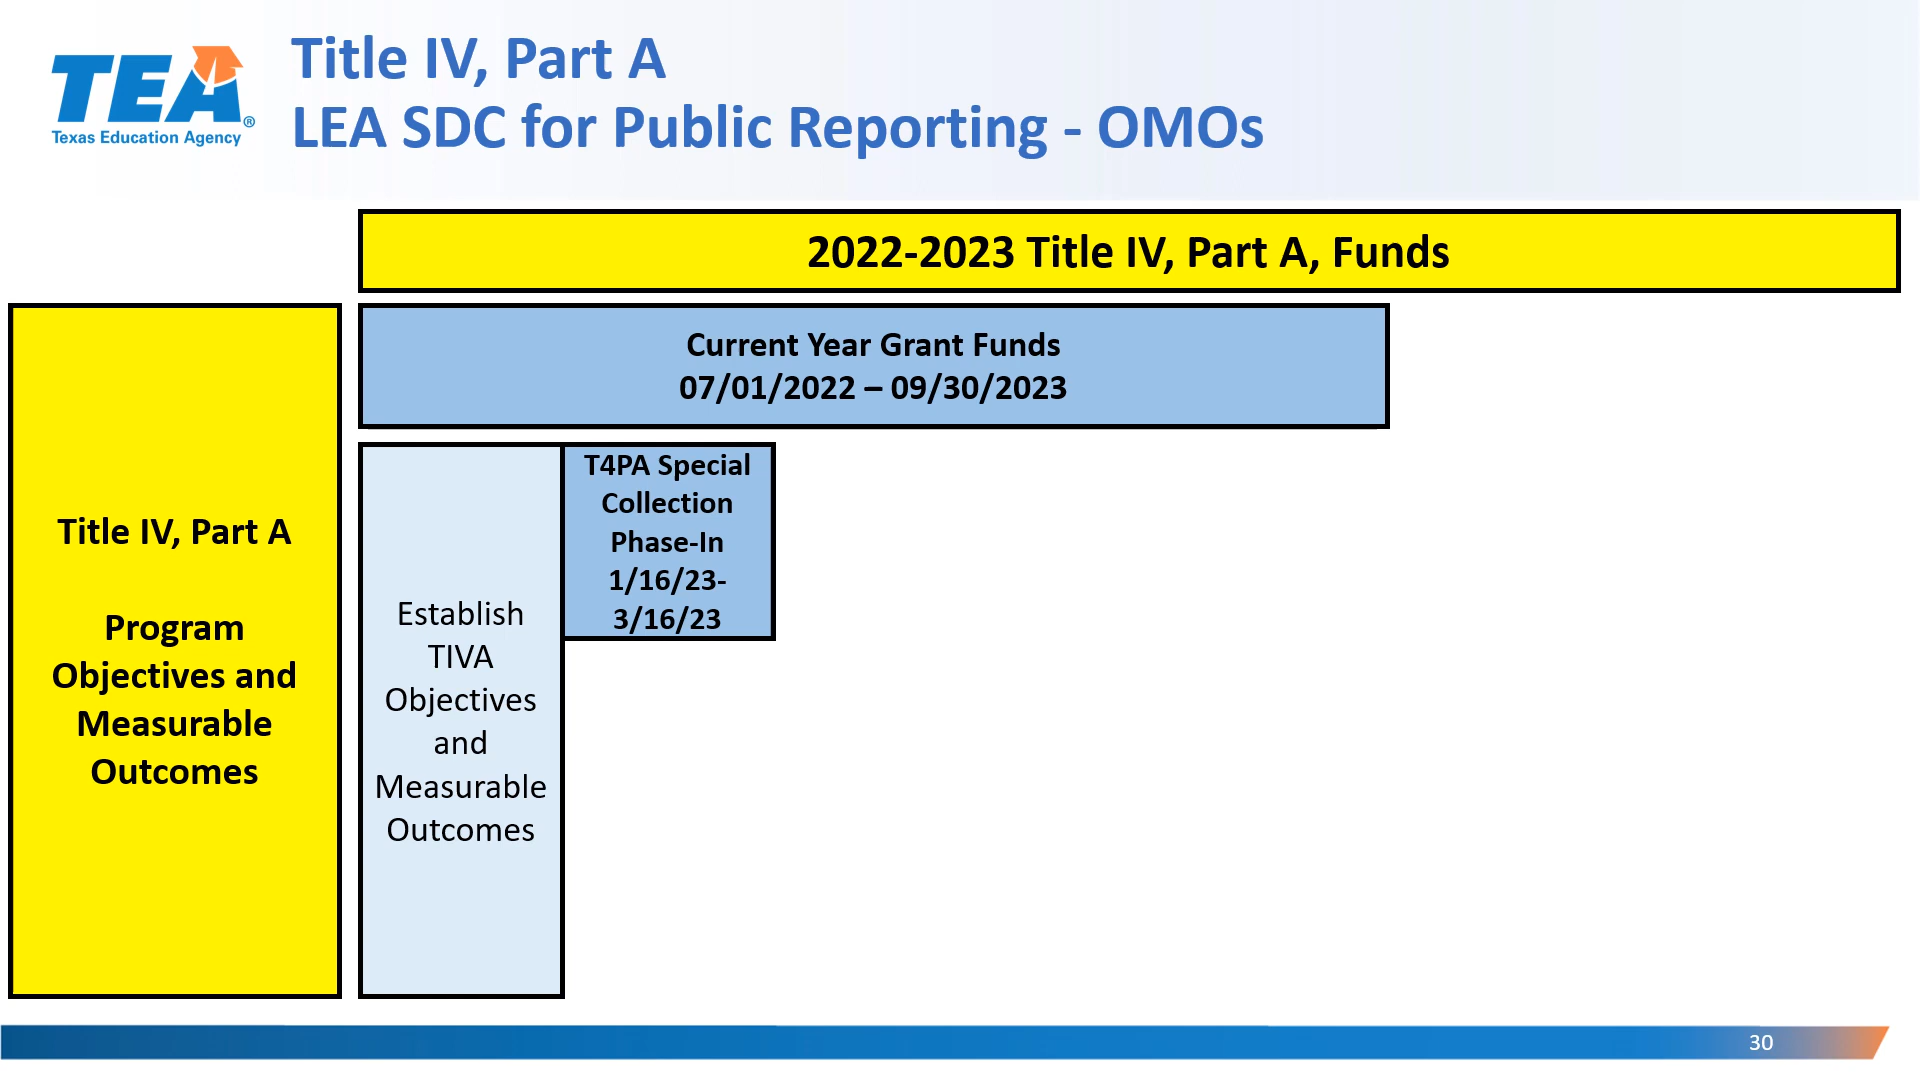 TEA®
Texas Education Agency
Title IV, Part A
LEA SDC for Public Reporting - OMOs
2022-2023 Title IV, Part A, Funds
Title IV, Part A
Program
Objectives and
Measurable
Outcomes
Current Year Grant Funds
07/01/2022 – 09/30/2023
Establish
TIVA
Objectives
and
Measurable
Outcomes
T4PA Special
Collection
Phase-In
1/16/23-
3/16/23
30